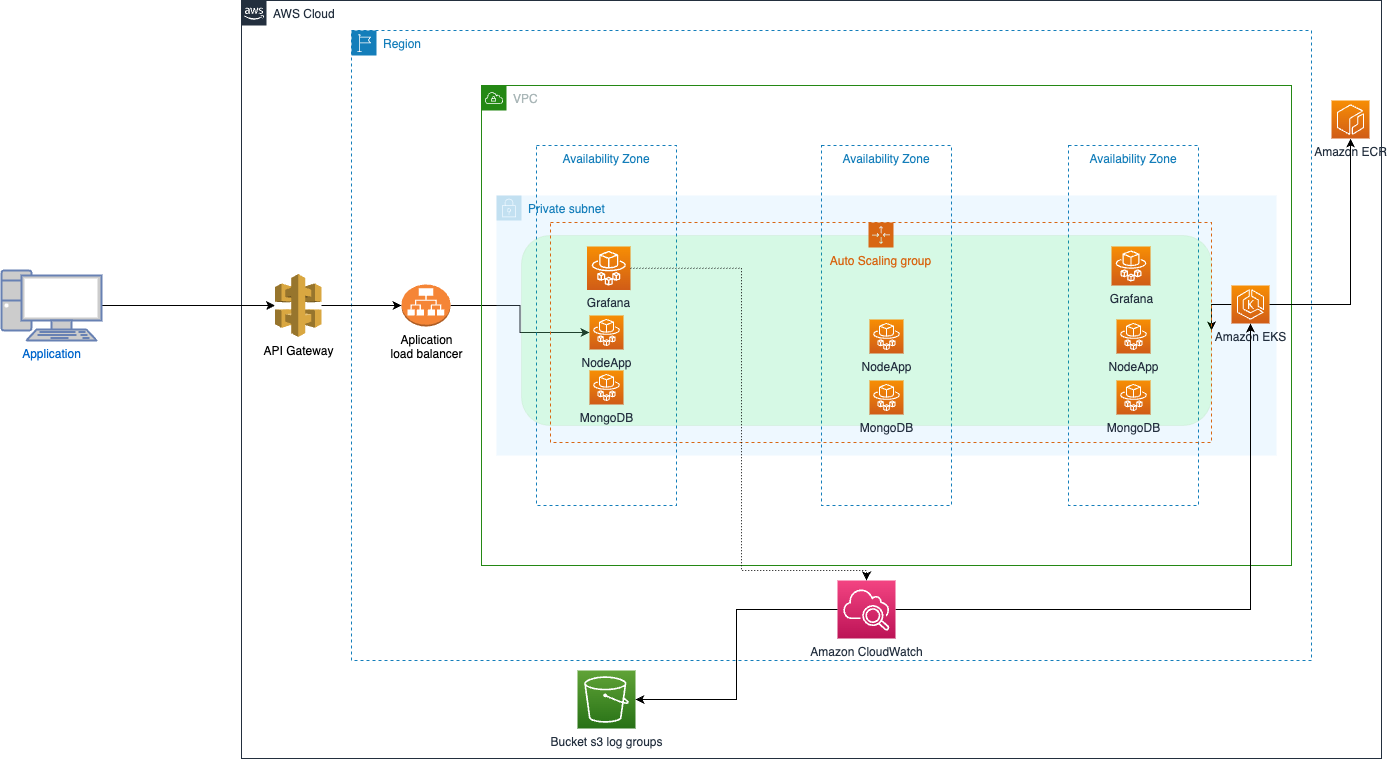 aws
AWS Cloud
Region
VPC
Availability Zone
Availability Zone
Availability Zone
Amazon ECR
Private subnet
Auto Scaling group
Grafana
Grafana
Application
API Gateway
Aplication
load balancer
NodeApp
NodeApp
NodeApp
K
Amazon EKS
MongoDB
MongoDB
MongoDB
Amazon CloudWatch
Bucket s3 log groups